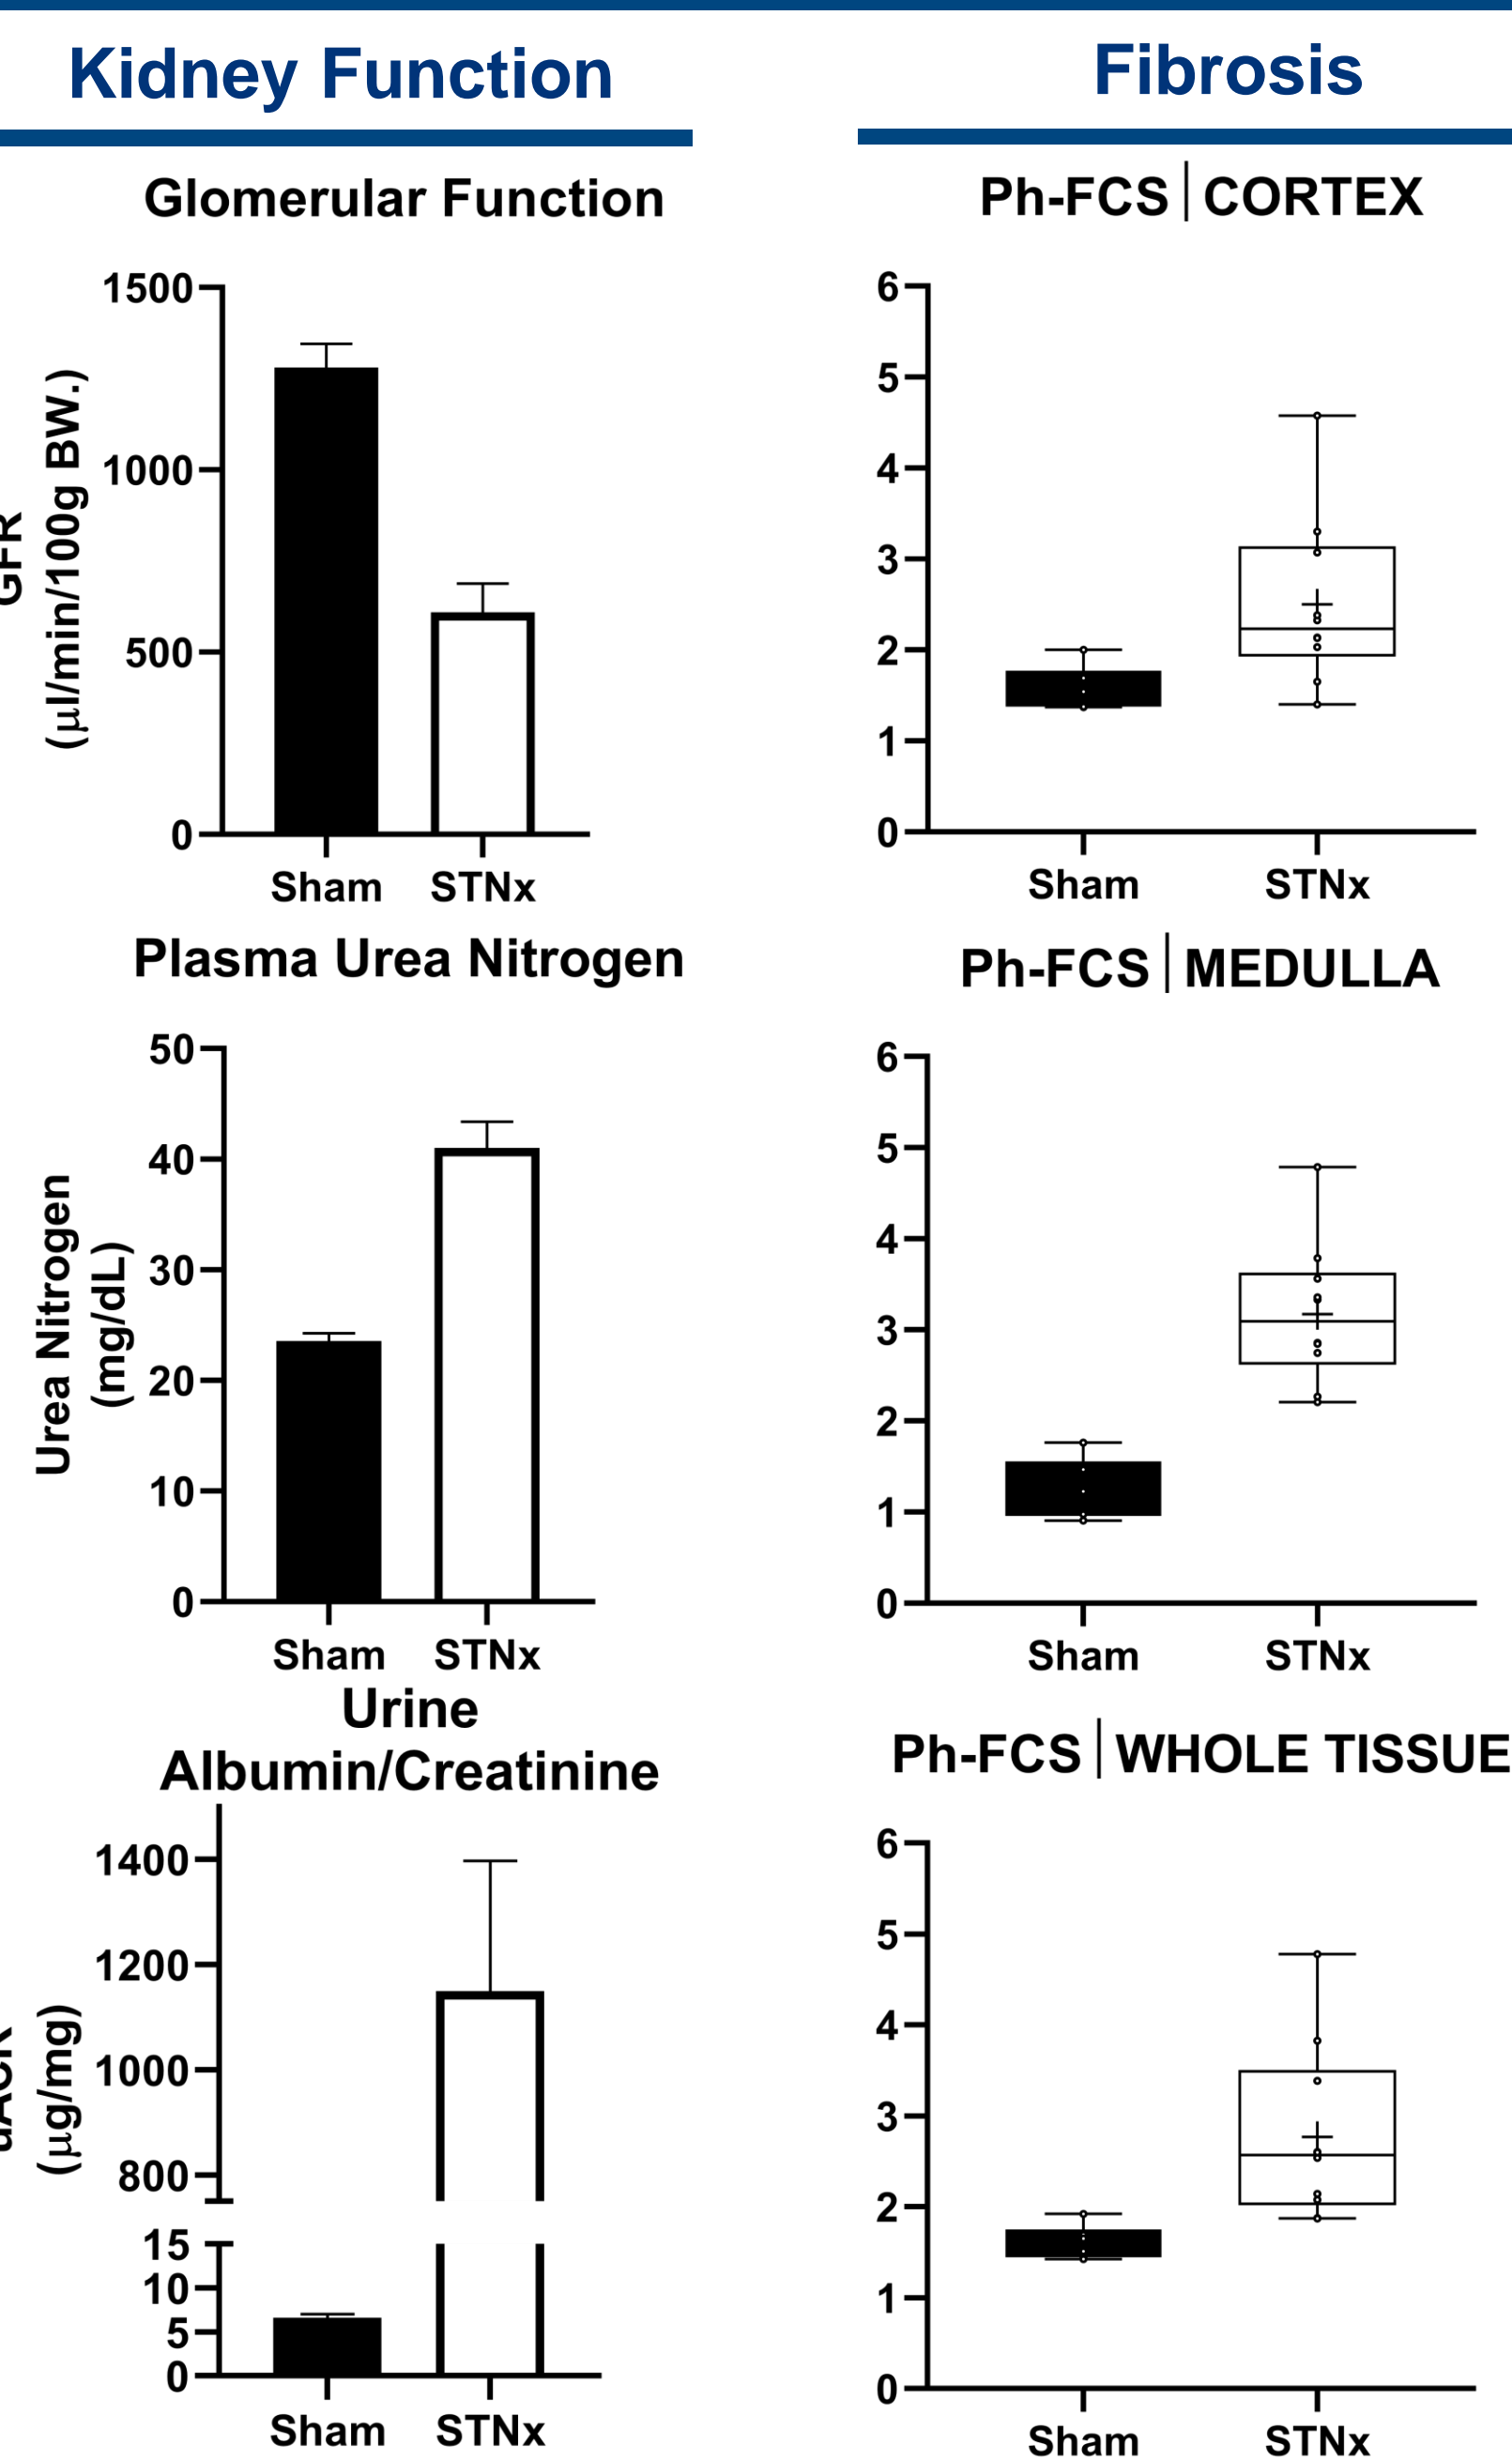 Kidney Function
Glomerular Function
GFR
(µl/min/100g BW.)
1500
1000
500
0
Sham STNx
Plasma Urea Nitrogen
Urea Nitrogen
(mg/dL)
50
40
30
20
10
0
Sham STNx
Urine
Albumin/Creatinine
(µg/mg)
1400
1200
1000
800
15
10
5
0
Sham STNx
Fibrosis
Ph-FCS | CORTEX
6
5
4
3
2
1
0
Sham STNx
Ph-FCS | MEDULLA
6
5
4
3
2
1
0
Sham STNx
Ph-FCS | WHOLE TISSUE
6
5
4
3
2
1
0
Sham STNx